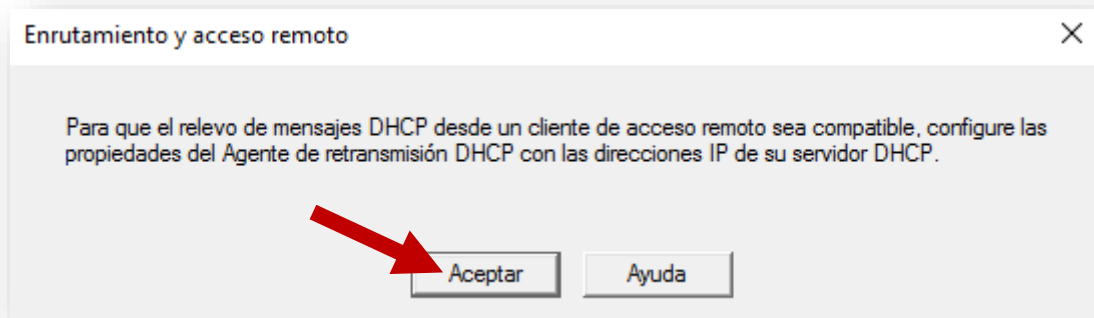 Enrutamiento y acceso remoto
Para que el relevo de mensajes DHCP desde un cliente de acceso remoto sea compatible, configure las
propiedades del Agente de retransmisión DHCP con las direcciones IP de su servidor DHCP.
Aceptar
Ayuda